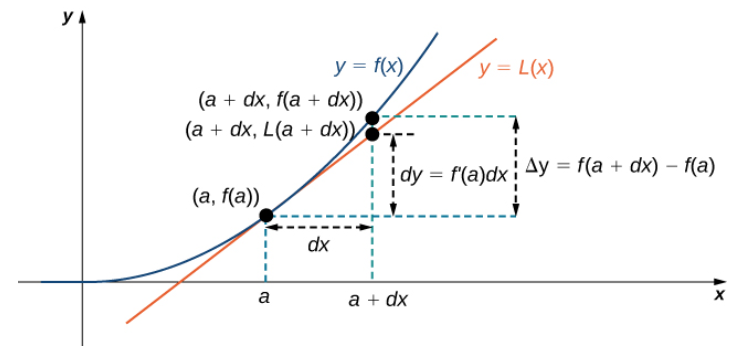 y
y = f(x)
y = L(x)
(a + dx, f(a + dx))
(a + dx, L(a + dx))
dy = f'(a)dx
Δy = f(a + dx) − f(a)
(a, f(a))
dx
a
a + dx
x